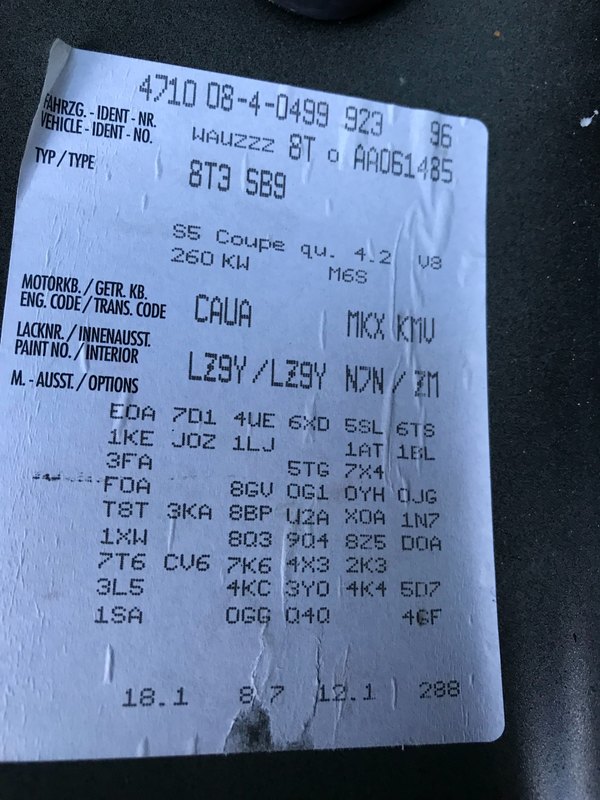 4710 08-4-0499 923 96
FAHRZG. - IDENT - NR.
VEHICLE - IDENT - NO. WAUZZZ 8T 0 AA061485
TYP / TYPE 8T3 SB9
S5 Coupe qu. 4.2 V8
260 KW M6S
MOTORKB. / GETR. KB.
ENG. CODE / TRANS. CODE CAUA MKX KMV
LACKNR. / INNENAUSST.
PAINT NO. / INTERIOR LZ9Y / LZ9Y N7N / ZM
M. - AUSST. / OPTIONS
E0A 7D1 4UE 6XD 5SL 6TS
1KE J0Z 1LJ 1AT 1BL
3FA 5TG 7X4
F0A 8GV 0G1 0YH 0JG
T8T 3KA 8BP U2A X0A 1N7
1XW 803 9Q4 8Z5 D0A
7T6 CV6 7K6 4X3 2K3
3L5 4KC 3Y0 4K4 5D7
1SA 0GG Q4Q 4GF
18.1 8.7 12.1 288